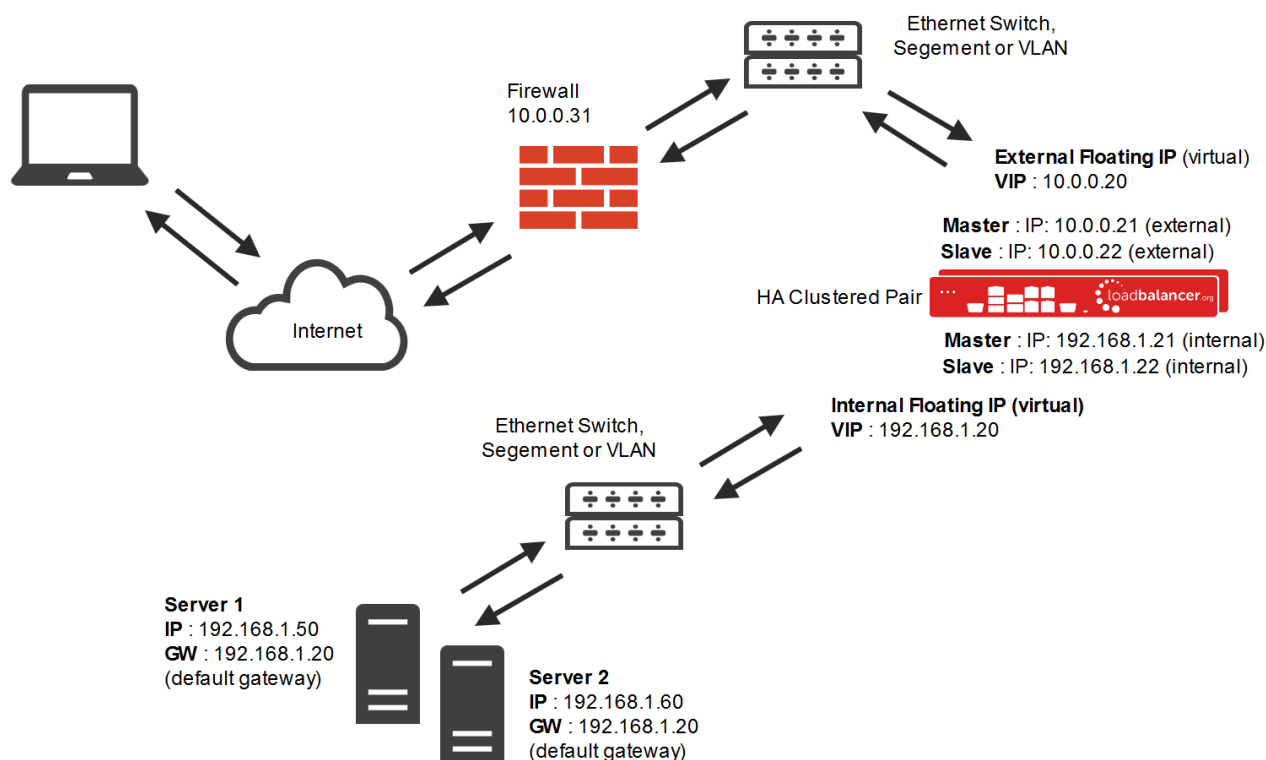 Ethernet Switch,
Segement or VLAN
Firewall
10.0.0.31
External Floating IP (virtual)
VIP : 10.0.0.20
Master : IP: 10.0.0.21 (external)
Slave : IP: 10.0.0.22 (external)
HA Clustered Pair
loadbalancer.org
Internet
Master : IP: 192.168.1.21 (internal)
Slave : IP: 192.168.1.22 (internal)
Internal Floating IP (virtual)
VIP : 192.168.1.20
Ethernet Switch,
Segement or VLAN
Server 1
IP : 192.168.1.50
GW : 192.168.1.20
(default gateway)
Server 2
IP : 192.168.1.60
GW : 192.168.1.20
(default gateway)